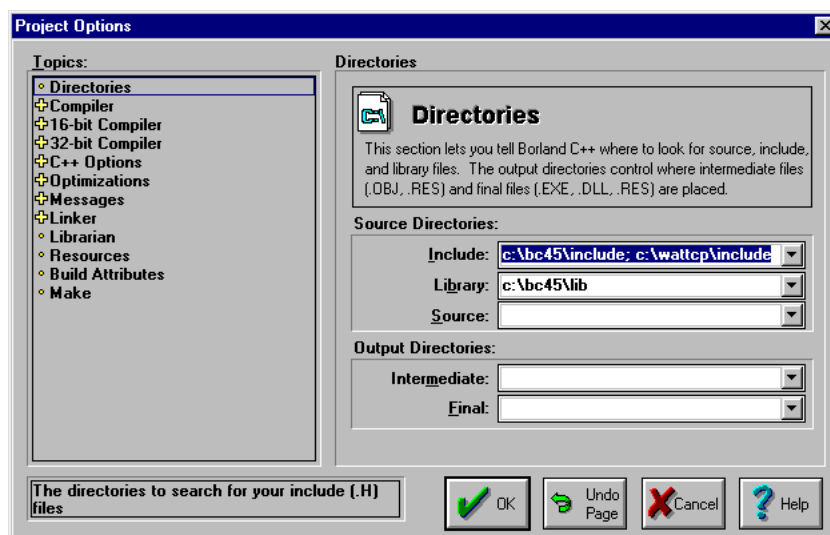 Project Options
Topics:
Directories
Compiler
16-bit Compiler
32-bit Compiler
C++ Options
Optimizations
Messages
Linker
Librarian
Resources
Build Attributes
Make
Directories
C:\
Directories
This section lets you tell Borland C++ where to look for source, include,
and library files. The output directories control where intermediate files
(.OBJ, .RES) and final files (.EXE, .DLL, .RES) are placed.
Source Directories:
Include: c:\bc45\include; c:\wattcp\include
Library: c:\bc45\lib
Source:
Output Directories:
Intermediate:
Final:
The directories to search for your include (.H)
files
OK
Undo
Page
Cancel
Help